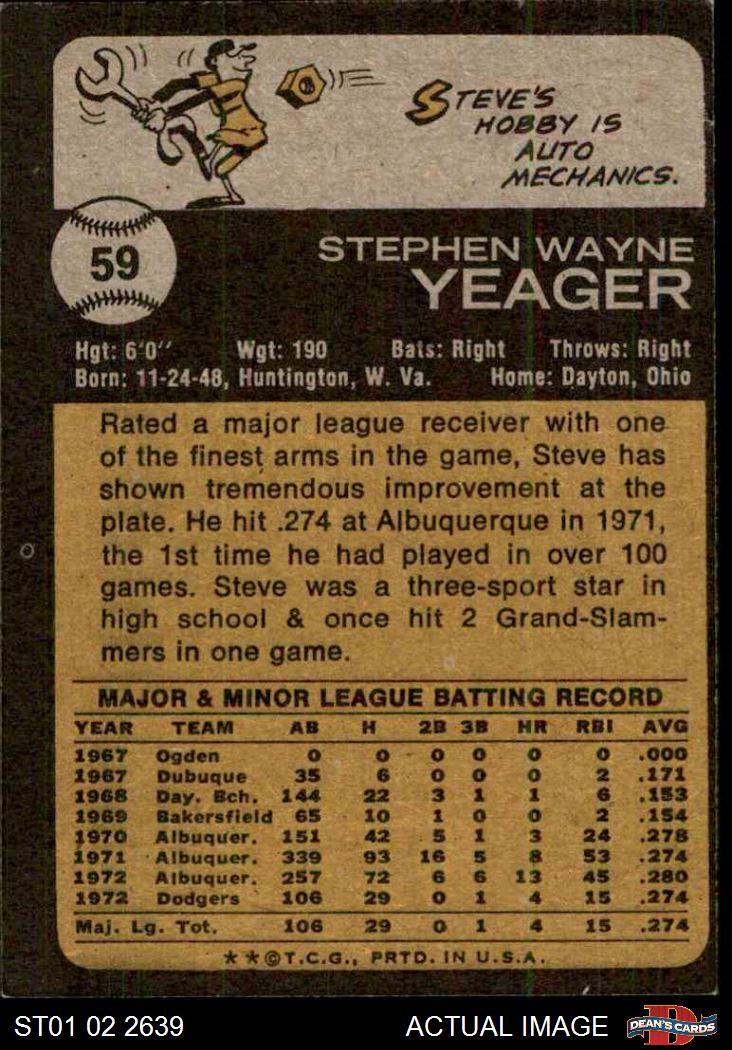 STEVE'S
HOBBY IS
AUTO
MECHANICS.
59
STEPHEN WAYNE
YEAGER
Hgt: 6'0'' Wgt: 190 Bats: Right Throws: Right
Born: 11-24-48, Huntington, W. Va. Home: Dayton, Ohio
Rated a major league receiver with one
of the finest arms in the game, Steve has
shown tremendous improvement at the
plate. He hit .274 at Albuquerque in 1971,
the 1st time he had played in over 100
games. Steve was a three-sport star in
high school & once hit 2 Grand-Slam-
mers in one game.
MAJOR & MINOR LEAGUE BATTING RECORD
YEAR TEAM AB H 2B 3B HR RBI AVG
1967 Ogden 0 0 0 0 0 0 .000
1967 Dubuque 35 6 0 0 0 2 .171
1968 Day. Bch. 144 22 3 1 1 6 .153
1969 Bakersfield 65 10 1 0 0 2 .154
1970 Albuquer. 151 42 5 1 3 24 .278
1971 Albuquer. 339 93 16 5 8 53 .274
1972 Albuquer. 257 72 6 6 13 45 .280
1972 Dodgers 106 29 0 1 4 15 .274
Maj. Lg. Tot. 106 29 0 1 4 15 .274
★★©T.C.G., PRTD. IN U.S.A.
ST01 02 2639 ACTUAL IMAGE D DEAN'S CARDS